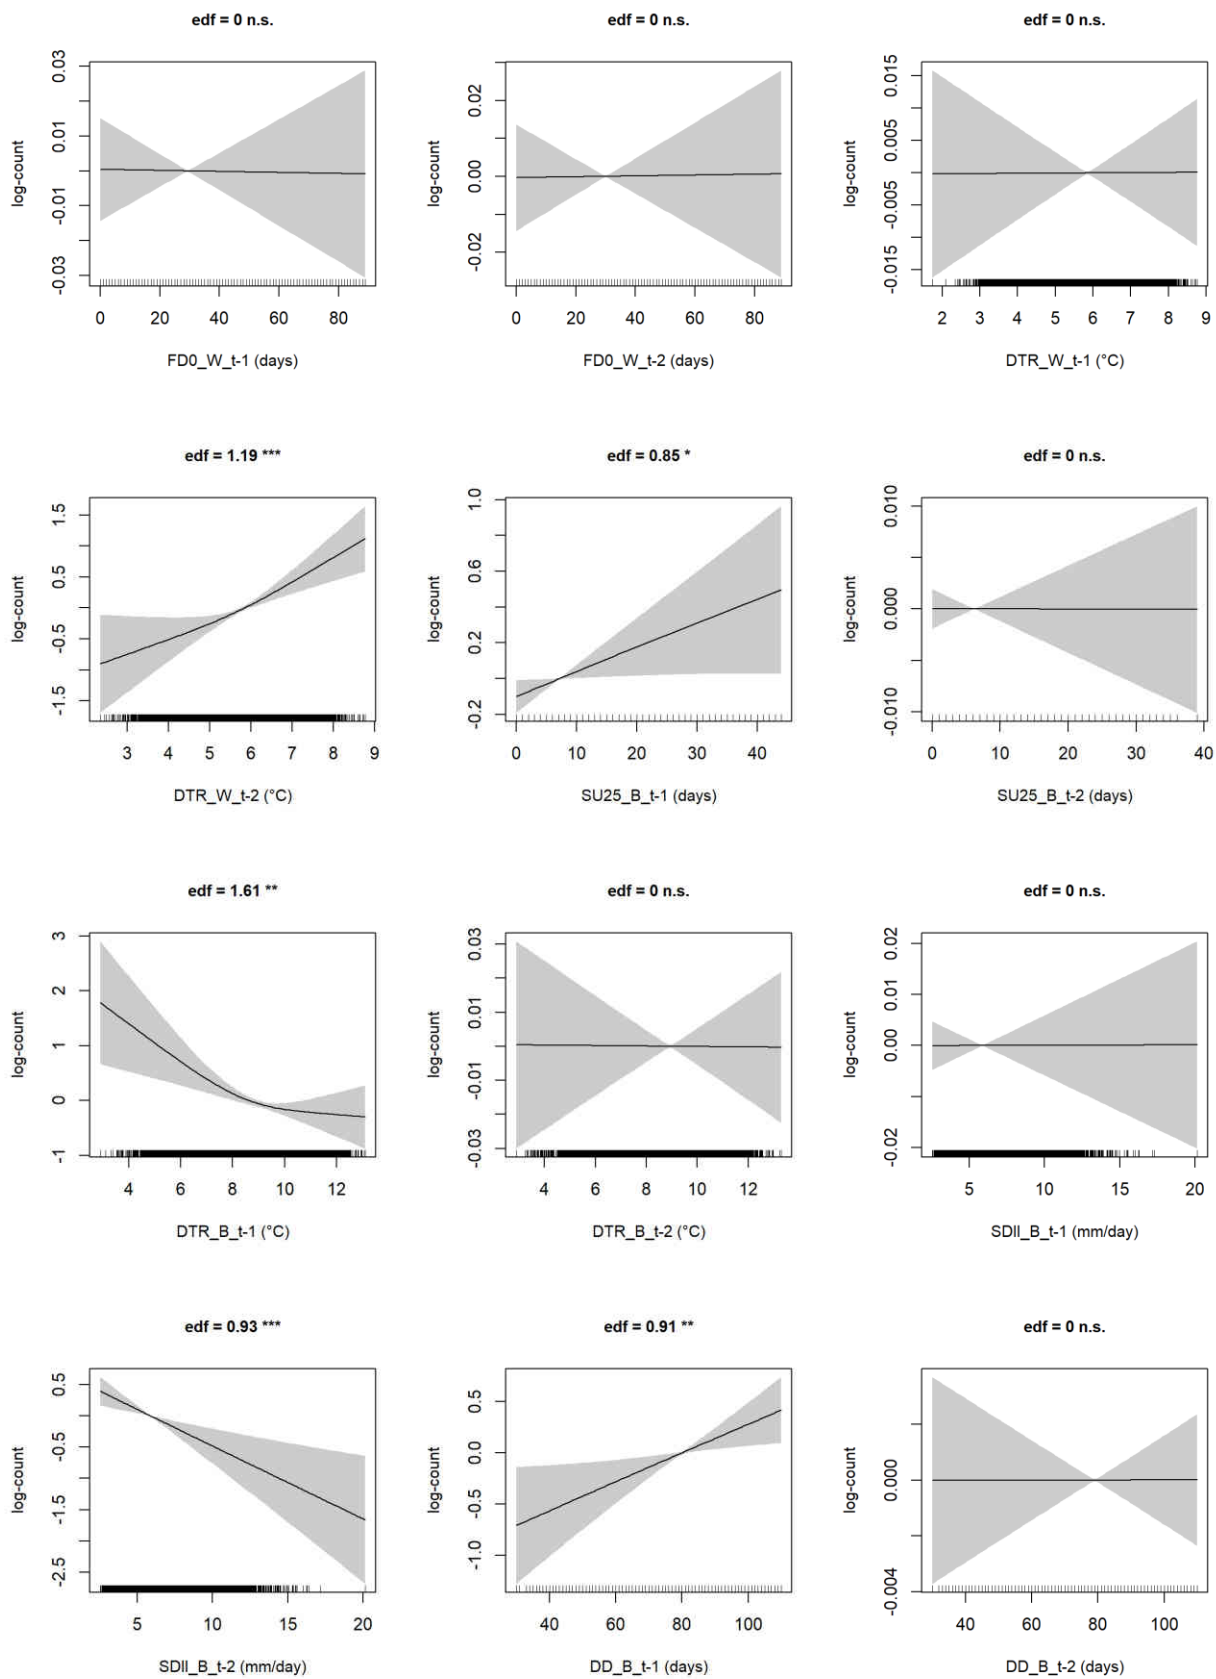 edf = 0 n.s.
edf = 0 n.s.
edf = 0 n.s.
log-count
-0.03 -0.01 0.01 0.03
0 20 40 60 80
FD0_W_t-1 (days)
log-count
-0.02 0.00 0.02
0 20 40 60 80
FD0_W_t-2 (days)
log-count
-0.015 -0.005 0.005 0.015
2 3 4 5 6 7 8 9
DTR_W_t-1 (°C)
edf = 1.19 ***
edf = 0.85 *
edf = 0 n.s.
log-count
-1.5 -0.5 0.5 1.5
3 4 5 6 7 8 9
DTR_W_t-2 (°C)
log-count
-0.2 0.2 0.6 1.0
0 10 20 30 40
SU25_B_t-1 (days)
log-count
-0.010 0.000 0.010
0 10 20 30 40
SU25_B_t-2 (days)
edf = 1.61 **
edf = 0 n.s.
edf = 0 n.s.
log-count
-1 0 1 2 3
4 6 8 10 12
DTR_B_t-1 (°C)
log-count
-0.03 -0.01 0.01 0.03
4 6 8 10 12
DTR_B_t-2 (°C)
log-count
-0.02 0.00 0.01 0.02
5 10 15 20
SDII_B_t-1 (mm/day)
edf = 0.93 ***
edf = 0.91 **
edf = 0 n.s.
log-count
-2.5 -1.5 -0.5 0.5
5 10 15 20
SDII_B_t-2 (mm/day)
log-count
-1.0 -0.5 0.0 0.5
40 60 80 100
DD_B_t-1 (days)
log-count
-0.004 0.000
40 60 80 100
DD_B_t-2 (days)